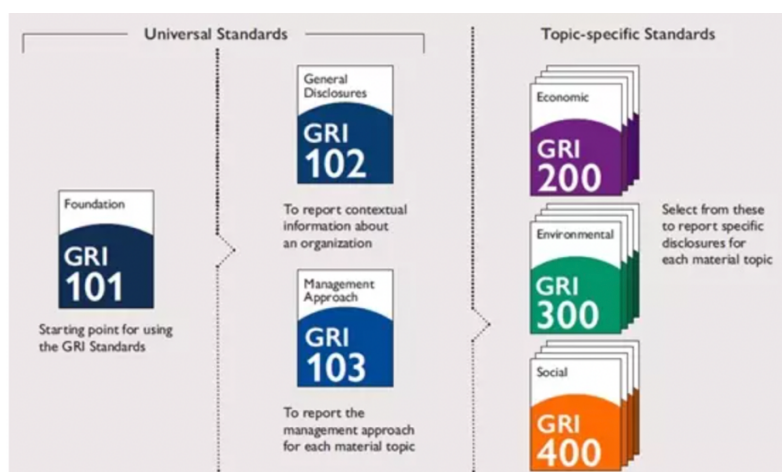 Universal Standards
Topic-specific Standards
Foundation
GRI
101
Starting point for using
the GRI Standards
General
Disclosures
GRI
102
To report contextual
information about
an organization
Management
Approach
GRI
103
To report the
management approach
for each material topic
Economic
GRI
200
Environmental
GRI
300
Social
GRI
400
Select from these
to report specific
disclosures for
each material topic